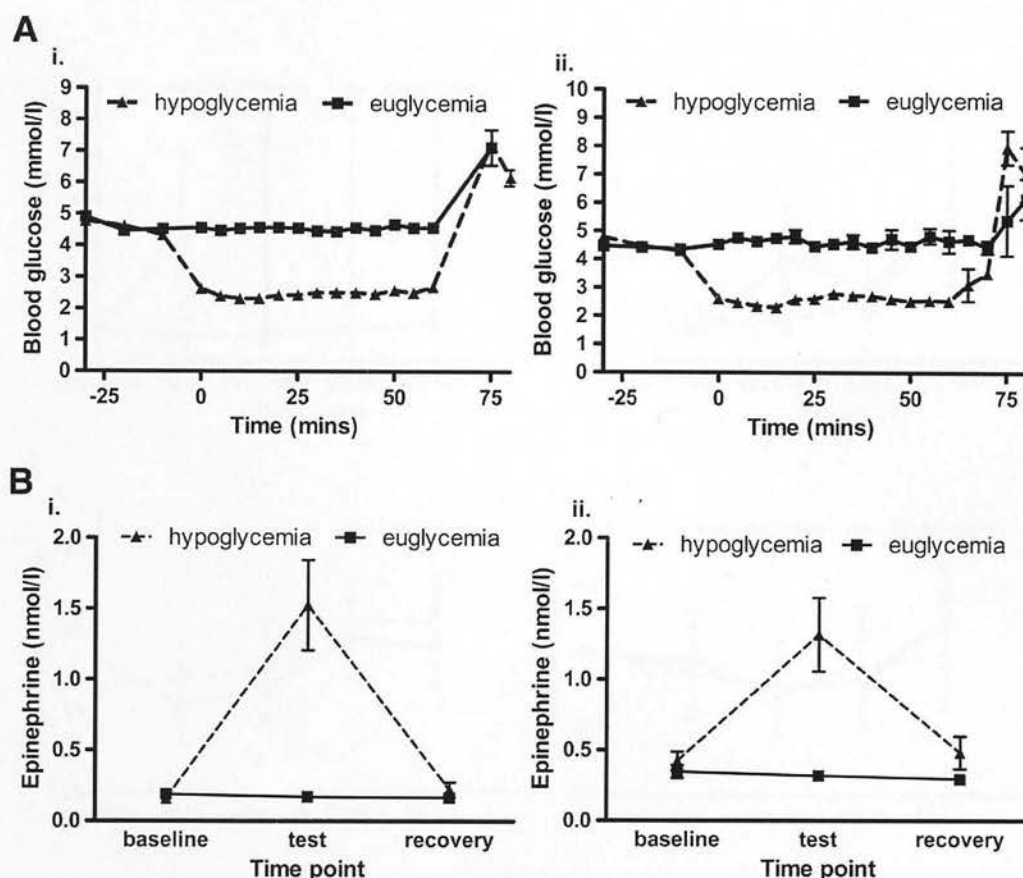 A
i.
Blood glucose (mmol/l)
9
8
7
6
5
4
3
2
1
0
hypoglycemia
euglycemia
-25
0
25
50
75
Time (mins)
ii.
Blood glucose (mmol/l)
10
9
8
7
6
5
4
3
2
1
0
hypoglycemia
euglycemia
-25
0
25
50
75
Time (mins)
B
i.
Epinephrine (nmol/l)
2.0
1.5
1.0
0.5
0.0
hypoglycemia
euglycemia
baseline
test
recovery
Time point
ii.
Epinephrine (nmol/l)
2.0
1.5
1.0
0.5
0.0
hypoglycemia
euglycemia
baseline
test
recovery
Time point